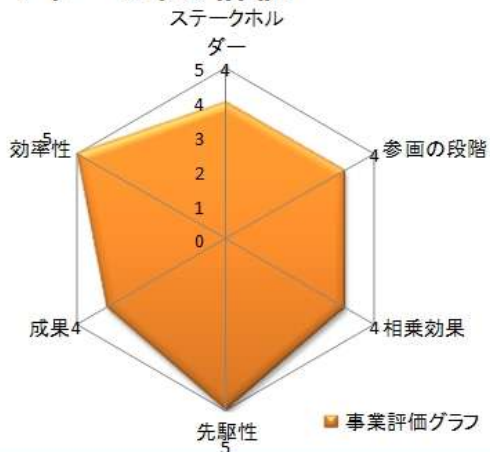 ステークホル
ダー
5 4
4
3
2
1
0
効率性 5
4 参画の段階
成果 4
4 相乗効果
先駆性
5
事業評価グラフ